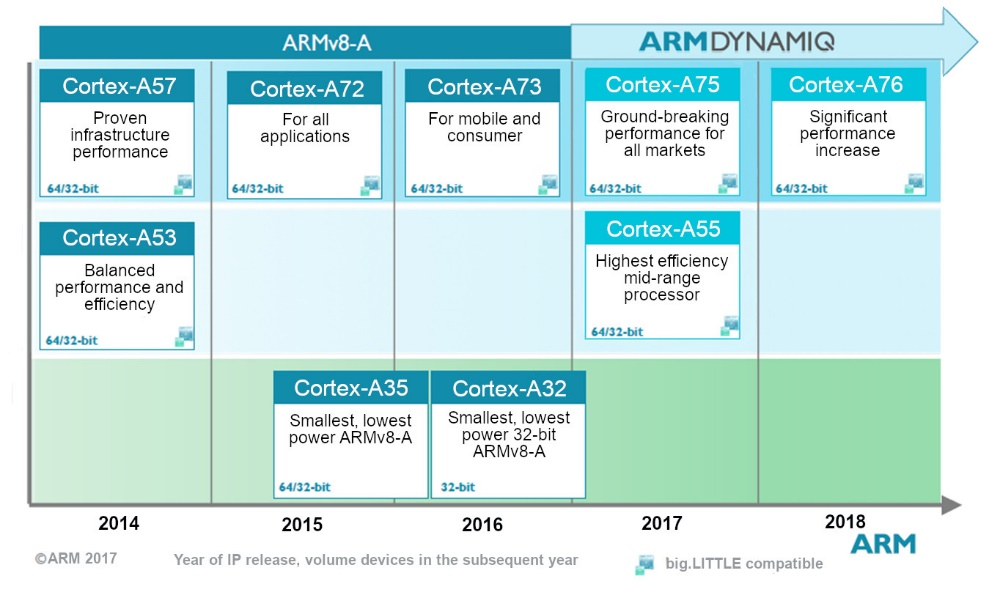 ARMv8-A
ARMDYNAMIQ
Cortex-A57
Proven
infrastructure
performance
64/32-bit
Cortex-A72
For all
applications
64/32-bit
Cortex-A73
For mobile and
consumer
64/32-bit
Cortex-A75
Ground-breaking
performance for
all markets
64/32-bit
Cortex-A76
Significant
performance
increase
64/32-bit
Cortex-A53
Balanced
performance and
efficiency
64/32-bit
Cortex-A55
Highest efficiency
mid-range
processor
64/32-bit
Cortex-A35
Smallest, lowest
power ARMv8-A
64/32-bit
Cortex-A32
Smallest, lowest
power 32-bit
ARMv8-A
32-bit
2014
2015
2016
2017
2018
ARM
©ARM 2017
Year of IP release, volume devices in the subsequent year
big.LITTLE compatible